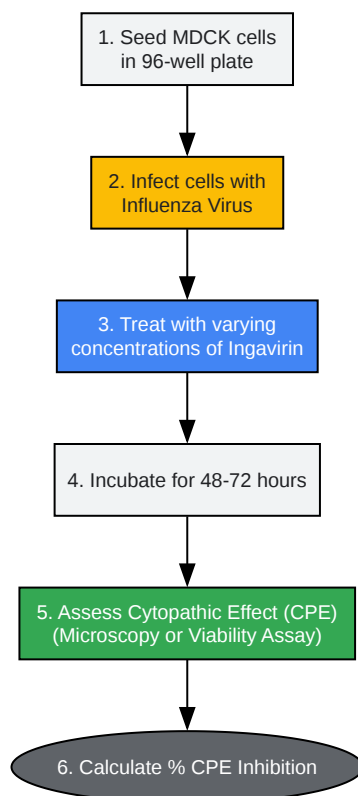 1. Seed MDCK cells
in 96-well plate
2. Infect cells with
Influenza Virus
3. Treat with varying
concentrations of Ingavirin
4. Incubate for 48-72 hours
5. Assess Cytopathic Effect (CPE)
(Microscopy or Viability Assay)
6. Calculate % CPE Inhibition